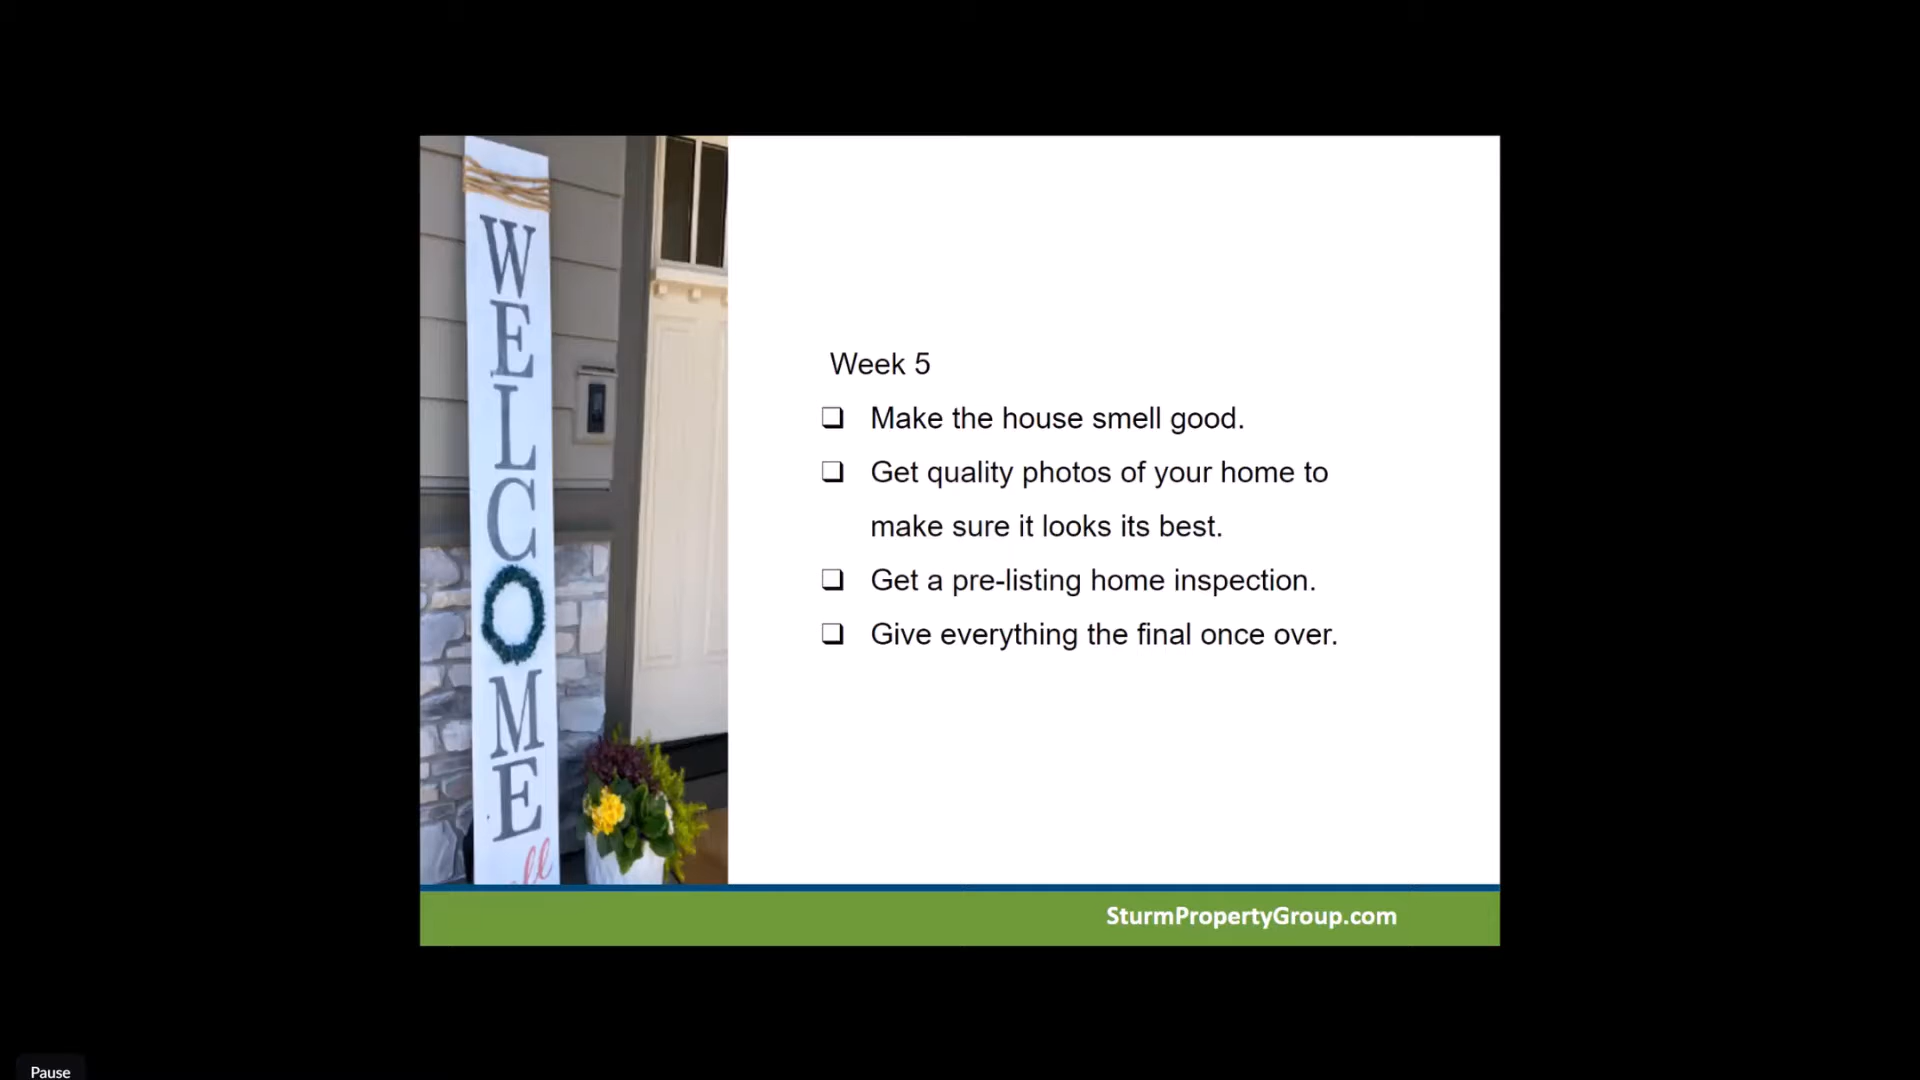 WELCOME
Week 5
❏ Make the house smell good.
❏ Get quality photos of your home to
make sure it looks its best.
❏ Get a pre-listing home inspection.
❏ Give everything the final once over.
SturmPropertyGroup.com
Pause